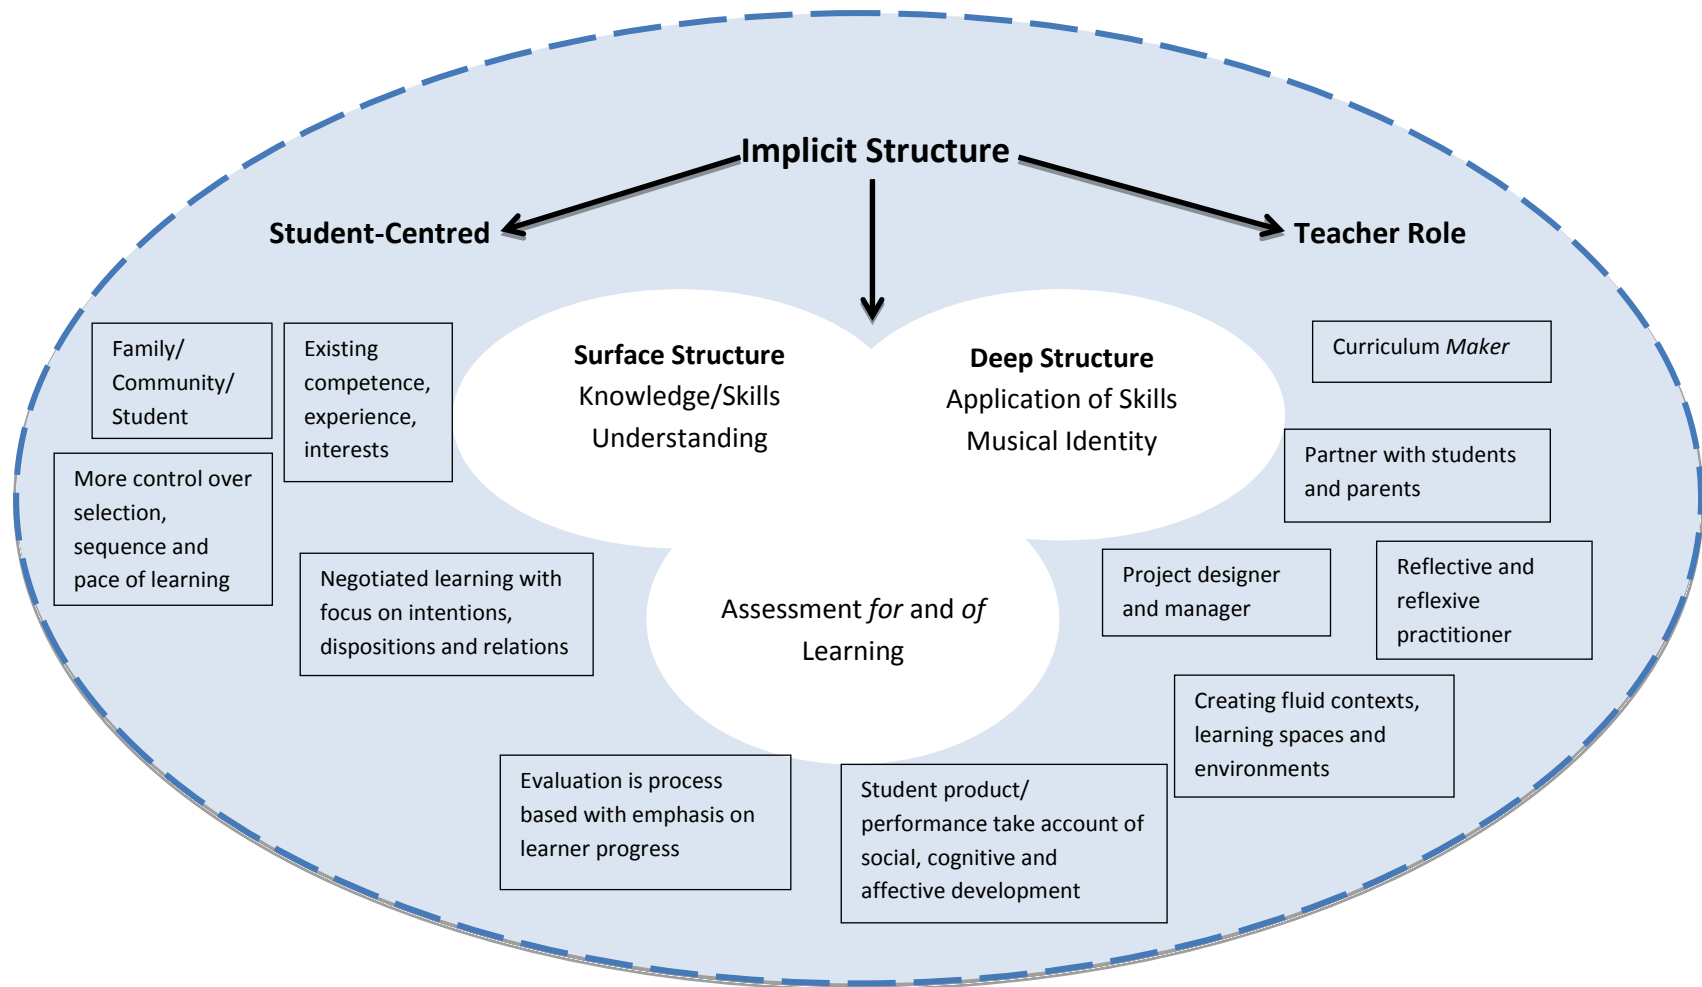 Implicit Structure
Student-Centred
Teacher Role
Family/
Community/
Student
Existing
competence,
experience,
interests
More control over
selection,
sequence and
pace of learning
Negotiated learning with
focus on intentions,
dispositions and relations
Surface Structure
Knowledge/Skills
Understanding
Deep Structure
Application of Skills
Musical Identity
Assessment for and of
Learning
Curriculum Maker
Partner with students
and parents
Project designer
and manager
Reflective and
reflexive
practitioner
Creating fluid contexts,
learning spaces and
environments
Evaluation is process
based with emphasis on
learner progress
Student product/
performance take account of
social, cognitive and
affective development